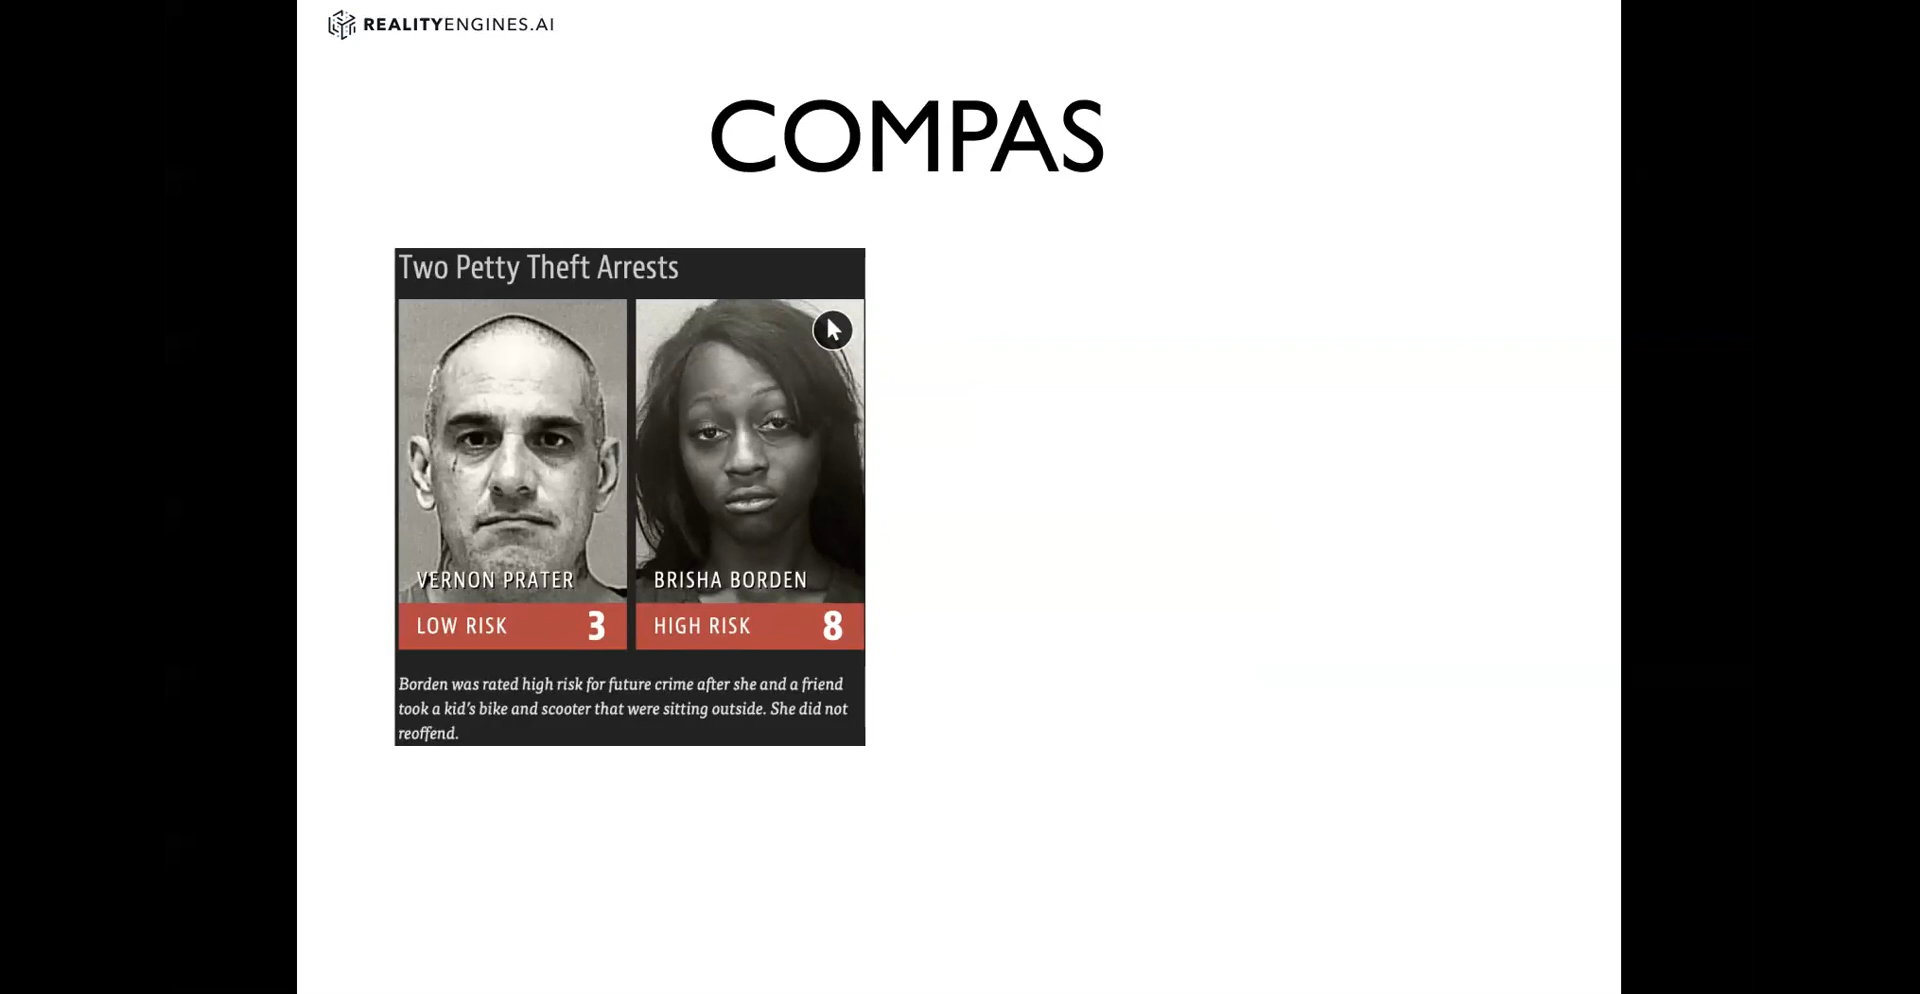 REALITYENGINES.AI
COMPAS
Two Petty Theft Arrests
VERNON PRATER
BRISHA BORDEN
LOW RISK 3
HIGH RISK 8
Borden was rated high risk for future crime after she and a friend
took a kid's bike and scooter that were sitting outside. She did not
reoffend.